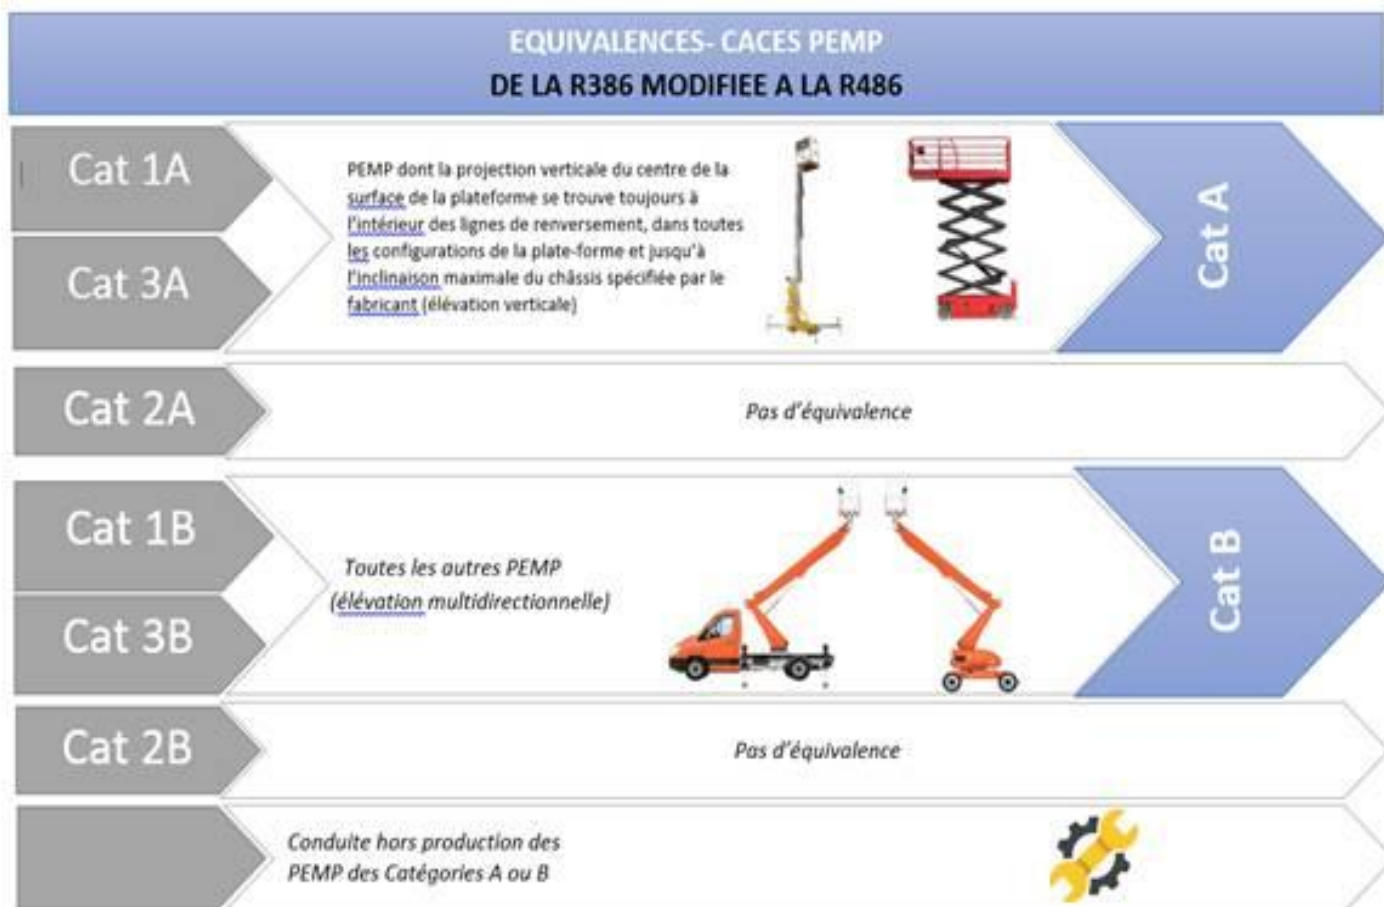 EQUIVALENCES- CACES PEMP
DE LA R386 MODIFIEE A LA R486
Cat 1A
Cat 3A
PEMP dont la projection verticale du centre de la
surface de la plateforme se trouve toujours à
l'intérieur des lignes de renversement, dans toutes
les configurations de la plate-forme et jusqu'à
l'inclinaison maximale du châssis spécifiée par le
fabricant (élévation verticale)
Cat A
Cat 2A
Pas d'équivalence
Cat 1B
Cat 3B
Toutes les autres PEMP
(élévation multidirectionnelle)
Cat B
Cat 2B
Pas d'équivalence
Conduite hors production des
PEMP des Catégories A ou B